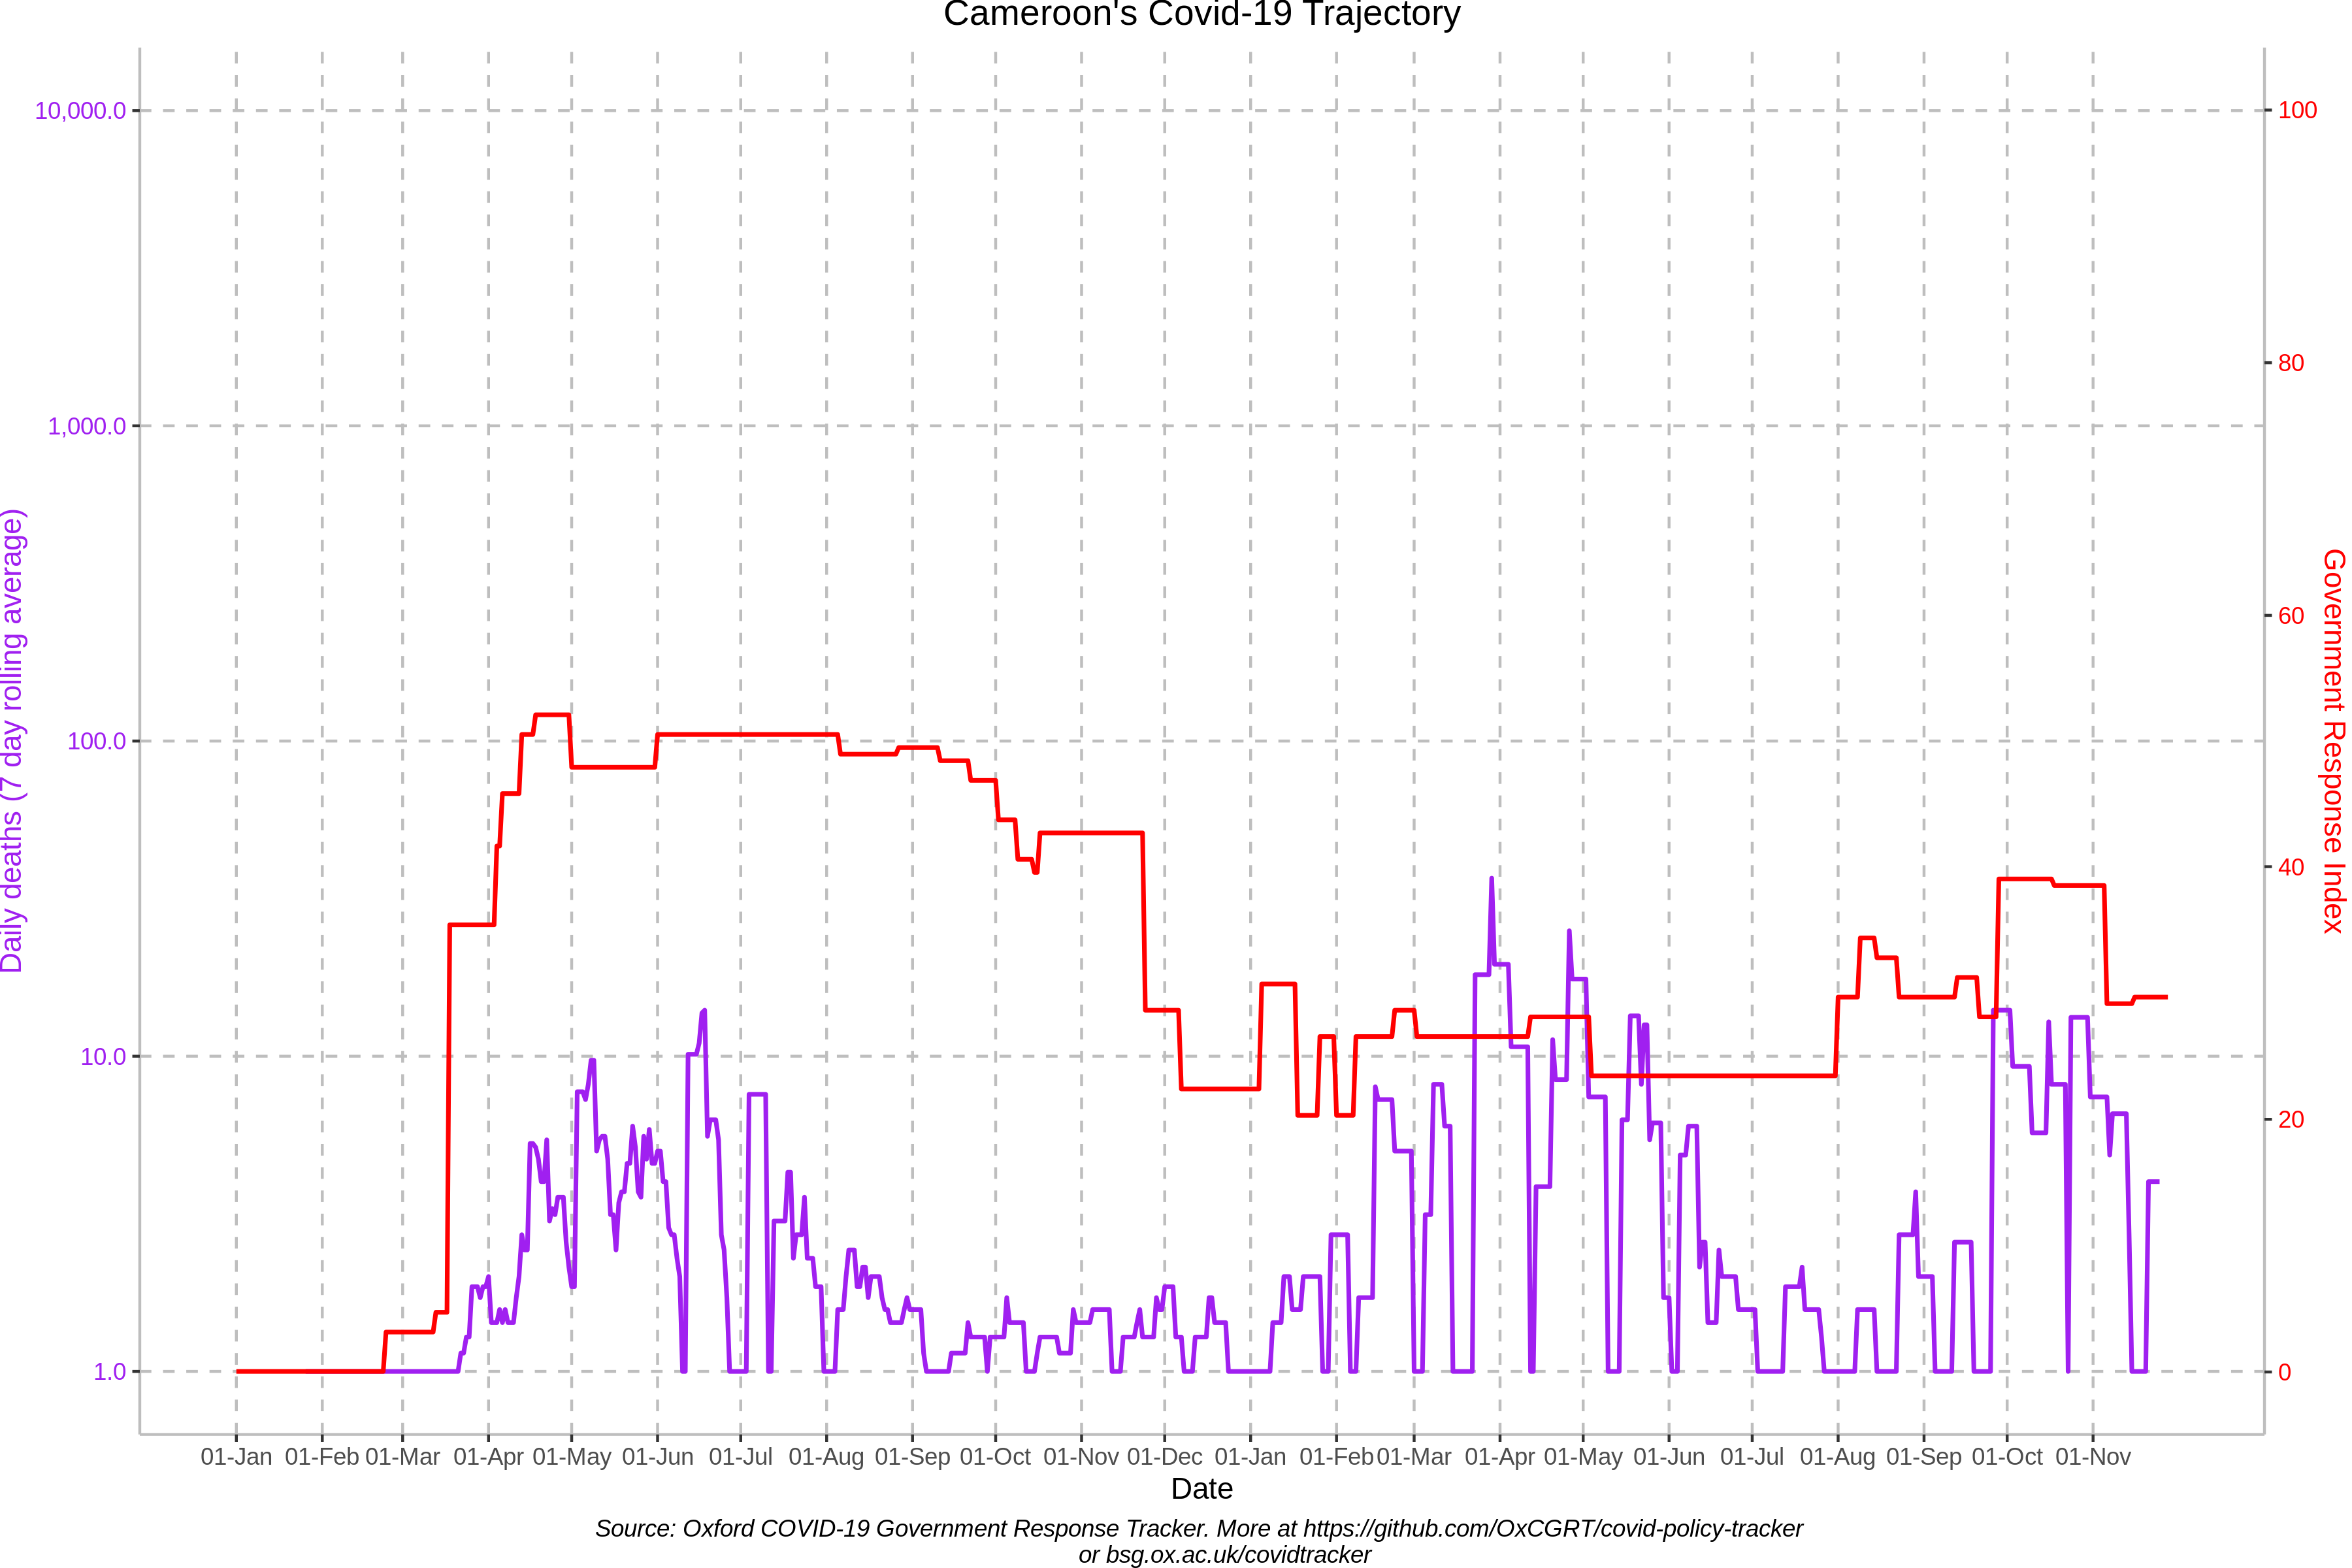 Cameroon's Covid-19 Trajectory
10,000.0
1,000.0
100.0
10.0
1.0
Daily deaths (7 day rolling average)
100
80
60
40
20
0
Government Response Index
01-Jan 01-Feb 01-Mar 01-Apr 01-May 01-Jun 01-Jul 01-Aug 01-Sep 01-Oct 01-Nov 01-Dec 01-Jan 01-Feb 01-Mar 01-Apr 01-May 01-Jun 01-Jul 01-Aug 01-Sep 01-Oct 01-Nov
Date
Source: Oxford COVID-19 Government Response Tracker. More at https://github.com/OxCGRT/covid-policy-tracker
or bsg.ox.ac.uk/covidtracker